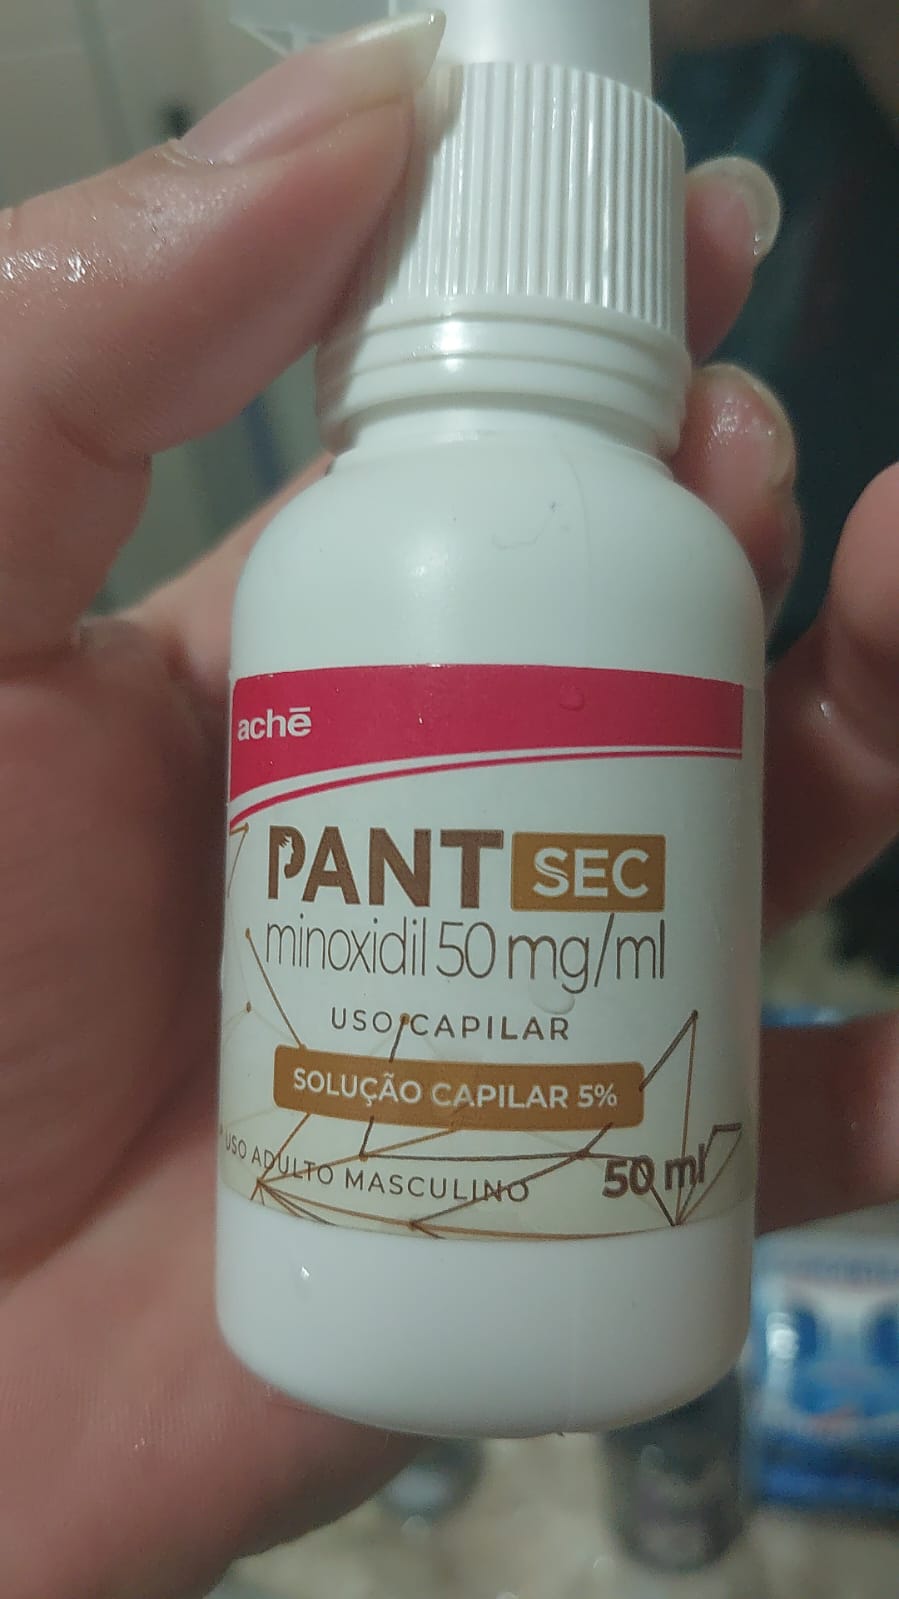 achē
PANT SEC
minoxidil 50 mg/ml
USO CAPILAR
SOLUÇÃO CAPILAR 5%
USO ADULTO MASCULINO
50 ml